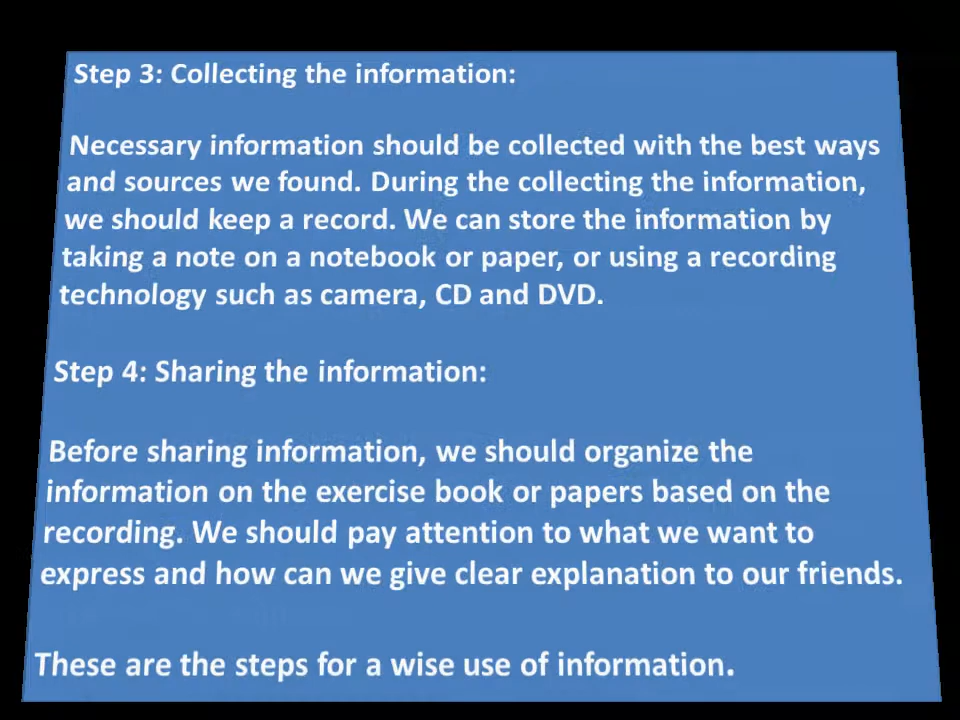 Step 3: Collecting the information:
Necessary information should be collected with the best ways
and sources we found. During the collecting the information,
we should keep a record. We can store the information by
taking a note on a notebook or paper, or using a recording
technology such as camera, CD and DVD.
Step 4: Sharing the information:
Before sharing information, we should organize the
information on the exercise book or papers based on the
recording. We should pay attention to what we want to
express and how can we give clear explanation to our friends.
These are the steps for a wise use of information.